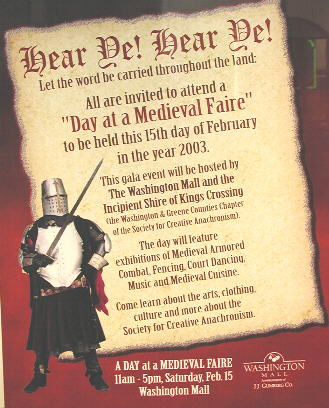 Hear Ye! Hear Ye!
Let the word be carried throughout the land:
All are invited to attend a
"Day at a Medieval Faire"
to be held this 15th day of February
in the year 2003.
This gala event will be hosted by
The Washington Mall and the
Incipient Shire of Kings Crossing
(the Washington & Greene Counties Chapter
of the Society for Creative Anachronism).
The day will feature
exhibitions of Medieval Armored
Combat, Fencing, Court Dancing,
Music and Medieval Cuisine.
Come learn about the arts, clothing,
culture and more about the
Society for Creative Anachronism.
A DAY at a MEDIEVAL FAIRE
11am - 5pm, Saturday, Feb. 15
Washington Mall
WASHINGTON
MALL
J.J. GUMBERG CO.